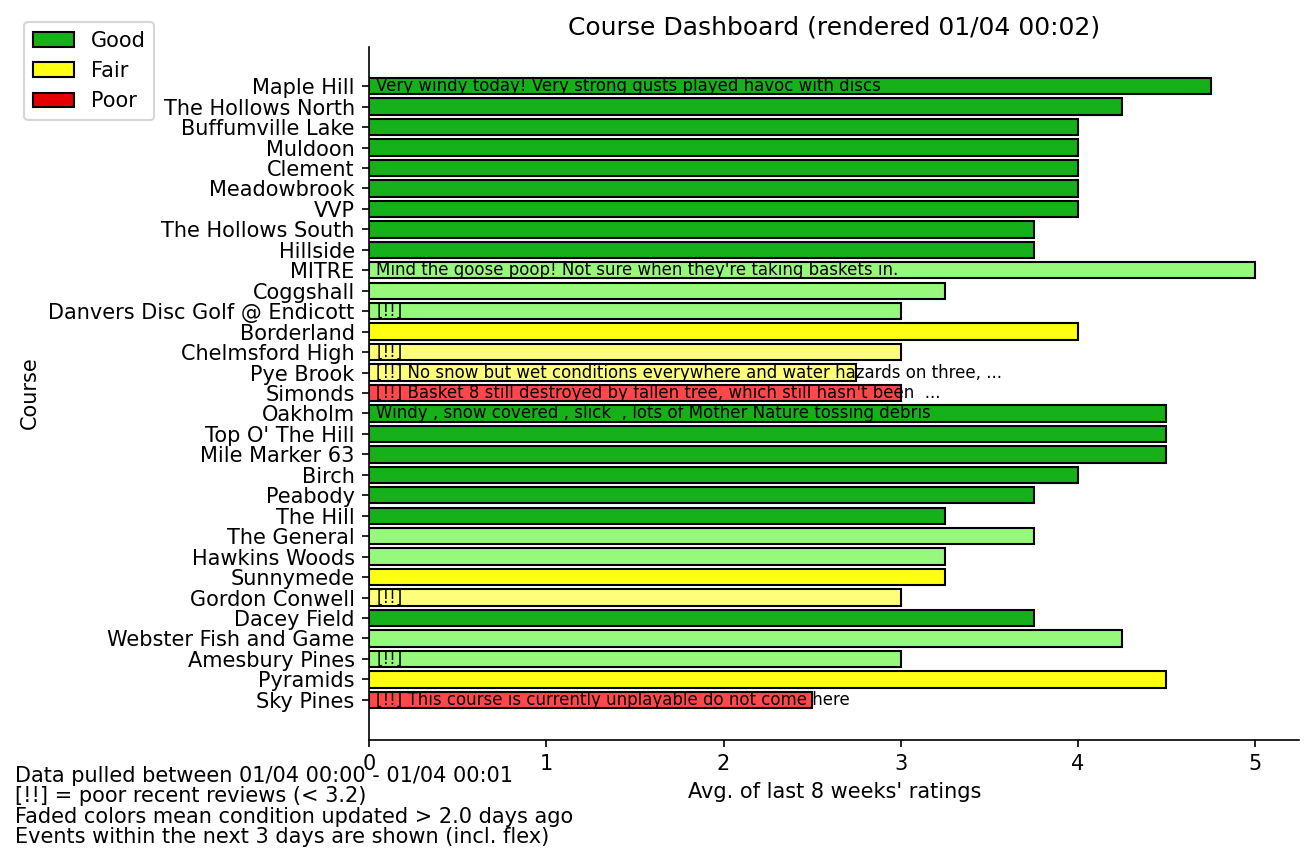 Course Dashboard (rendered 01/04 00:02)
Good
Fair
Poor
Course
Maple Hill Very windy today! Very strong gusts played havoc with discs
The Hollows North
Buffumville Lake
Muldoon
Clement
Meadowbrook
VVP
The Hollows South
Hillside
MITRE Mind the goose poop! Not sure when they're taking baskets in.
Coggshall
Danvers Disc Golf @ Endicott [!!]
Borderland
Chelmsford High [!!]
Pye Brook [!!] No snow but wet conditions everywhere and water hazards on three, ...
Simonds [!!] Basket 8 still destroyed by fallen tree, which still hasn't been  ...
Oakholm Windy , snow covered , slick  , lots of Mother Nature tossing debris
Top O' The Hill
Mile Marker 63
Birch
Peabody
The Hill
The General
Hawkins Woods
Sunnymede
Gordon Conwell [!!]
Dacey Field
Webster Fish and Game
Amesbury Pines [!!]
Pyramids
Sky Pines [!!] This course is currently unplayable do not come here
0 1 2 3 4 5
Avg. of last 8 weeks' ratings
Data pulled between 01/04 00:00 - 01/04 00:01
[!!] = poor recent reviews (< 3.2)
Faded colors mean condition updated > 2.0 days ago
Events within the next 3 days are shown (incl. flex)